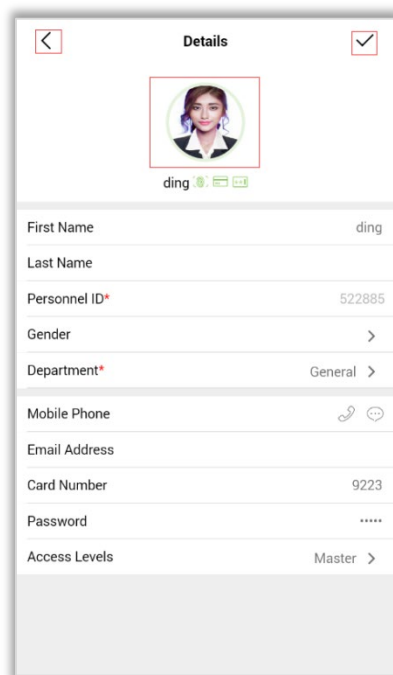 Details
ding
First Name ding
Last Name
Personnel ID* 522885
Gender
Department* General
Mobile Phone
Email Address
Card Number 9223
Password •••••
Access Levels Master